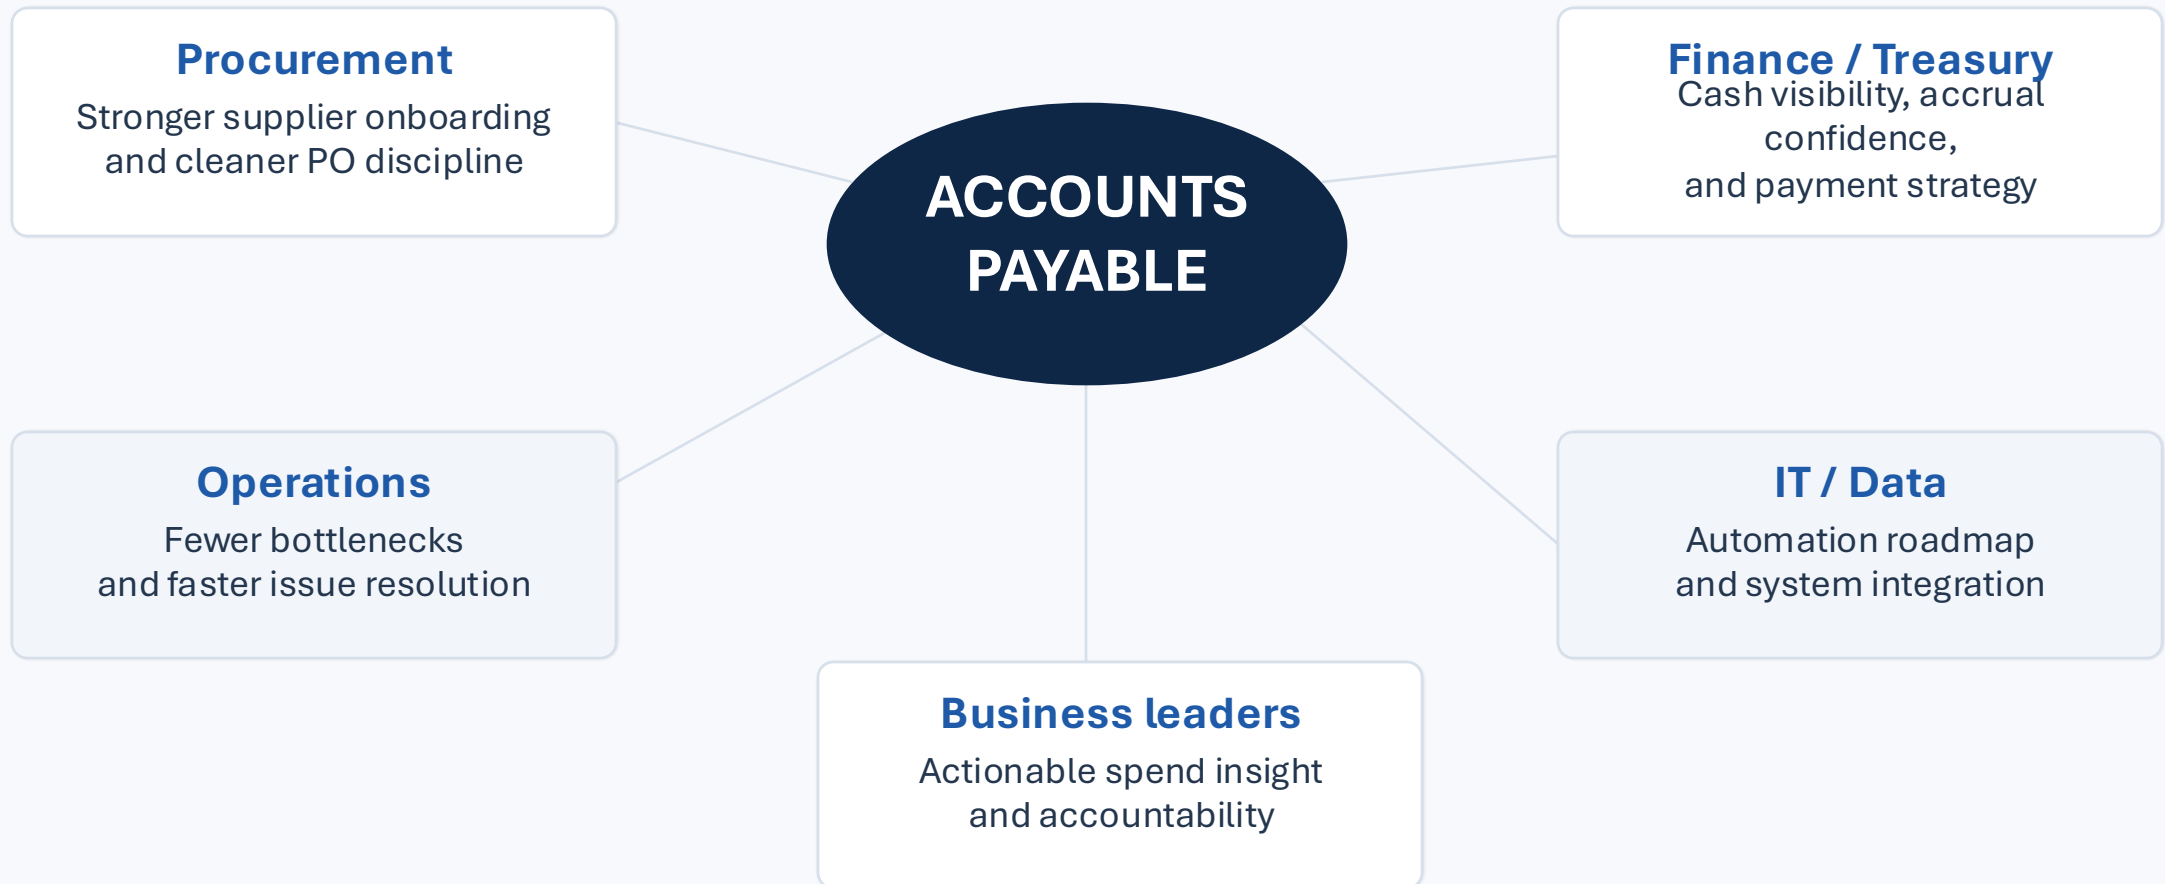 Procurement
Stronger supplier onboarding
and cleaner PO discipline
Finance / Treasury
Cash visibility, accrual
confidence,
and payment strategy
ACCOUNTS
PAYABLE
Operations
Fewer bottlenecks
and faster issue resolution
IT / Data
Automation roadmap
and system integration
Business leaders
Actionable spend insight
and accountability